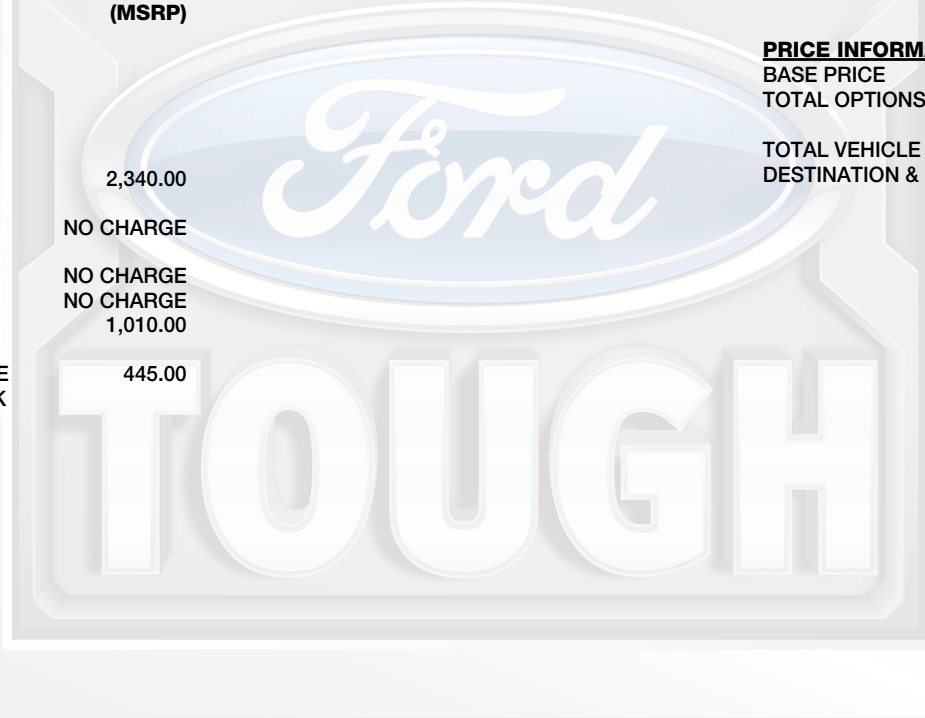 (MSRP)
2,340.00
NO CHARGE
NO CHARGE
NO CHARGE
1,010.00
E 445.00
K
PRICE INFORMA
BASE PRICE
TOTAL OPTIONS
TOTAL VEHICLE
DESTINATION &
Ford
TOUGH